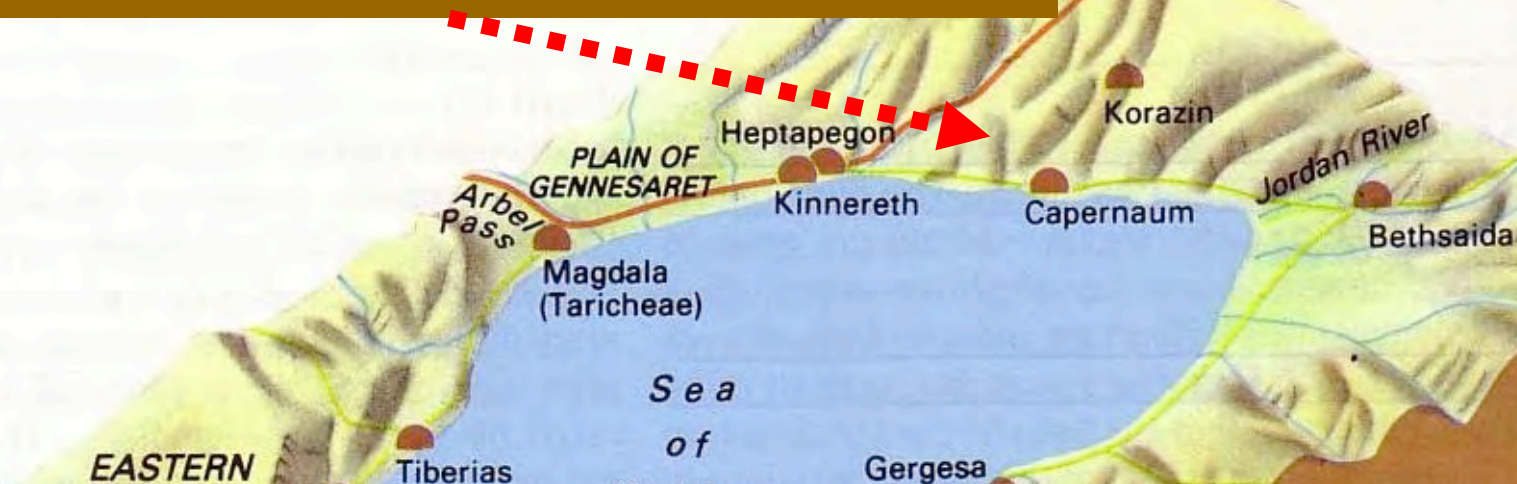 Korazin
Heptapegon
Jordan River
PLAIN OF
GENNESARET
Arbel
Pass
Kinnereth
Capernaum
Bethsaida
Magdala
(Taricheae)
Sea
of
EASTERN
Tiberias
Gergesa